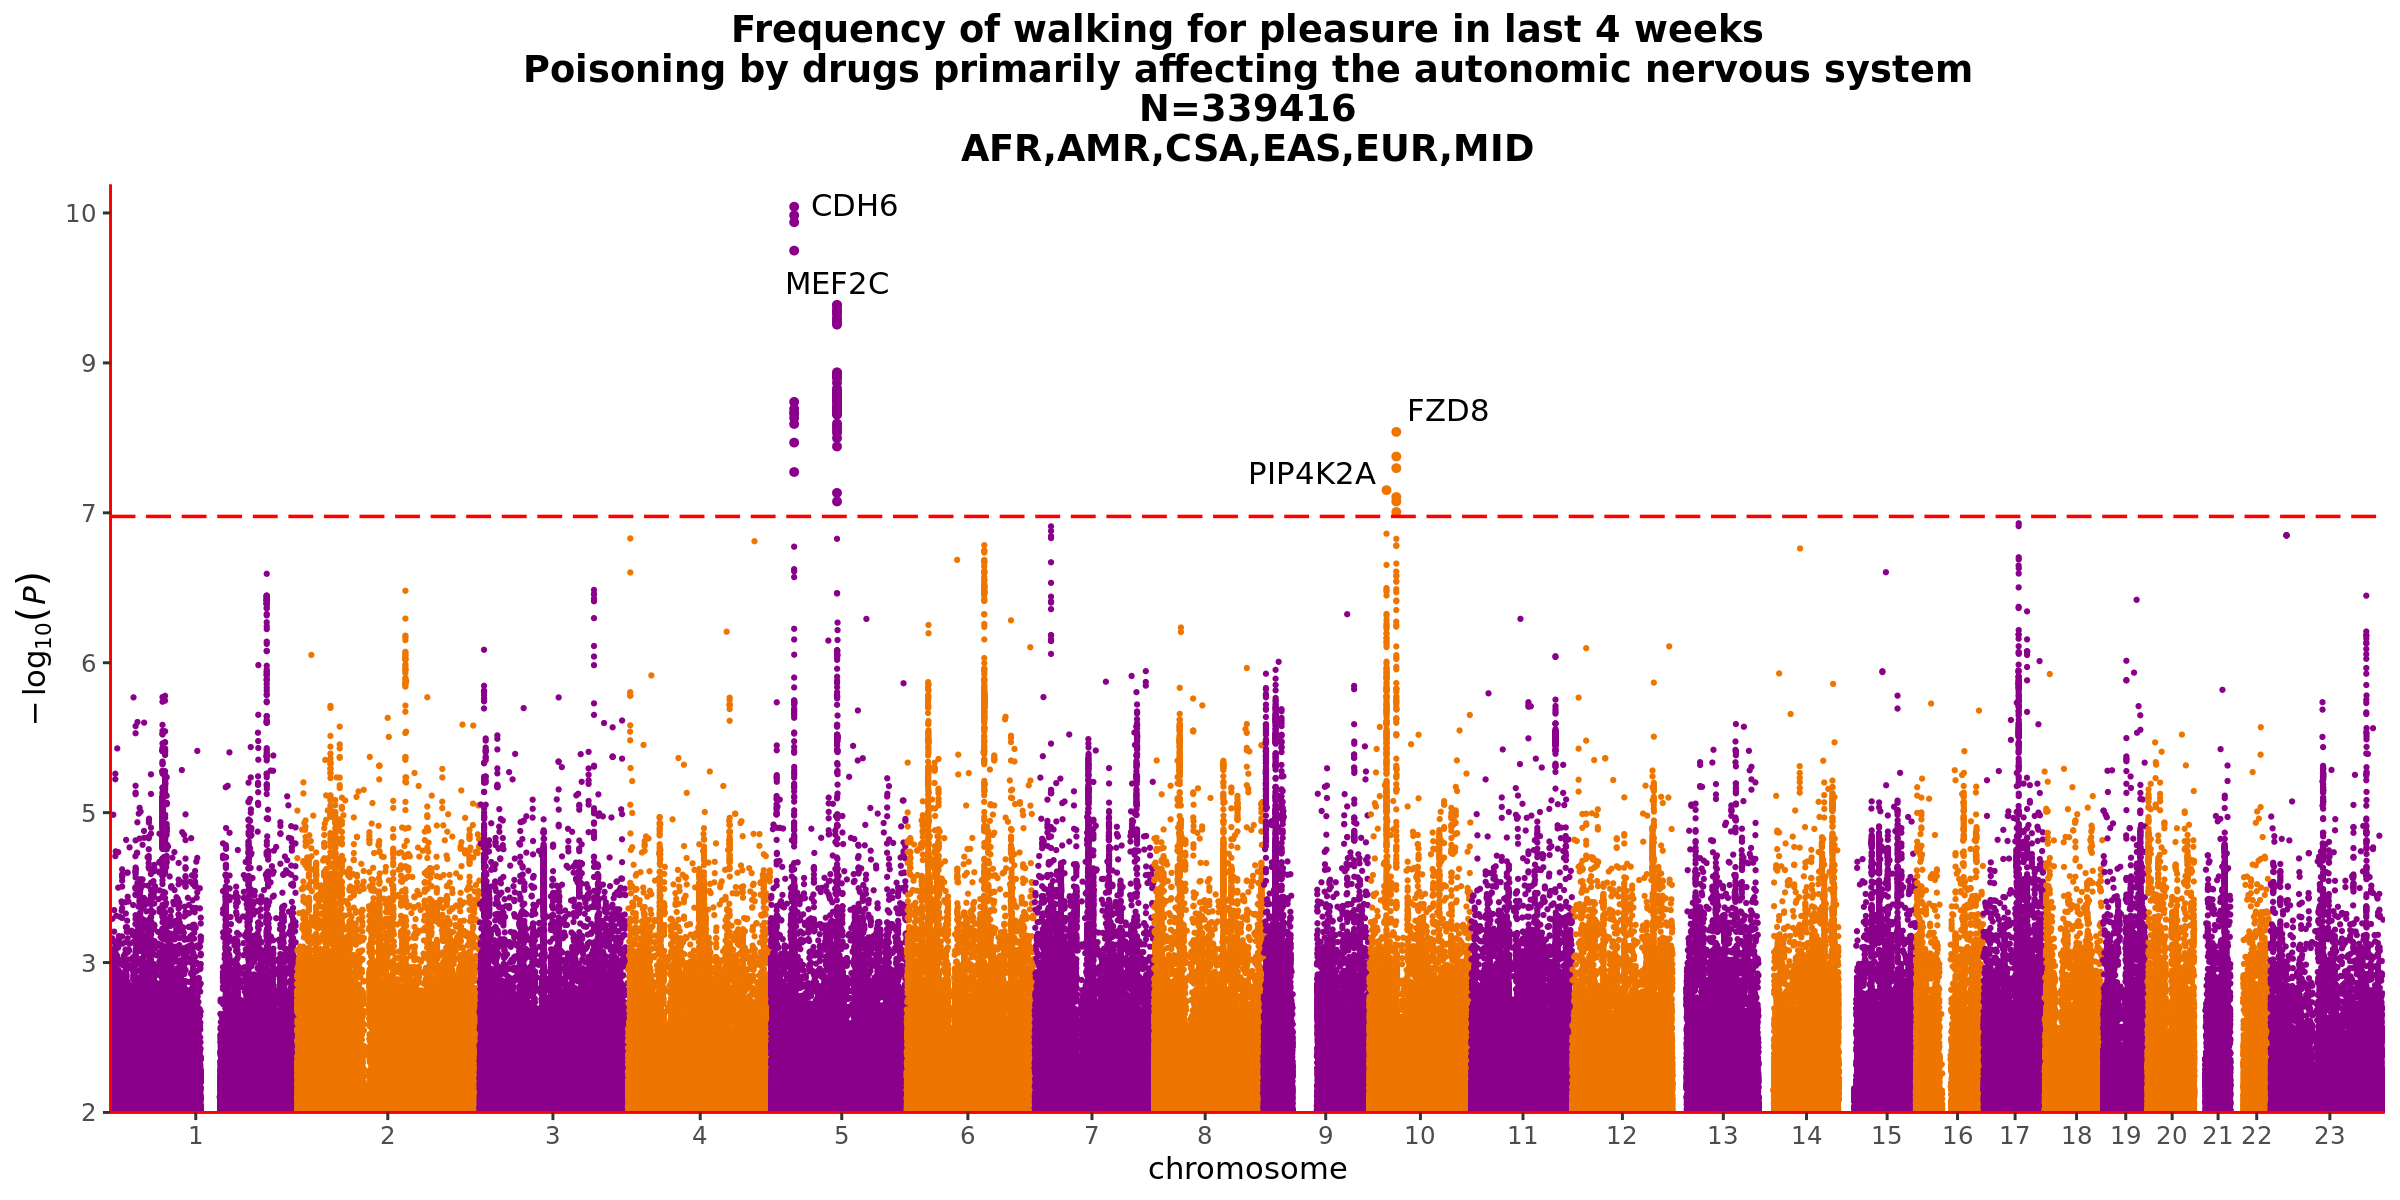 Frequency of walking for pleasure in last 4 weeks
Poisoning by drugs primarily affecting the autonomic nervous system
N=339416
AFR,AMR,CSA,EAS,EUR,MID
10
CDH6
MEF2C
9
FZD8
PIP4K2A
7
6
5
3
2
− log10(P)
1 2 3 4 5 6 7 8 9 10 11 12 13 14 15 16 17 18 19 20 21 22 23
chromosome